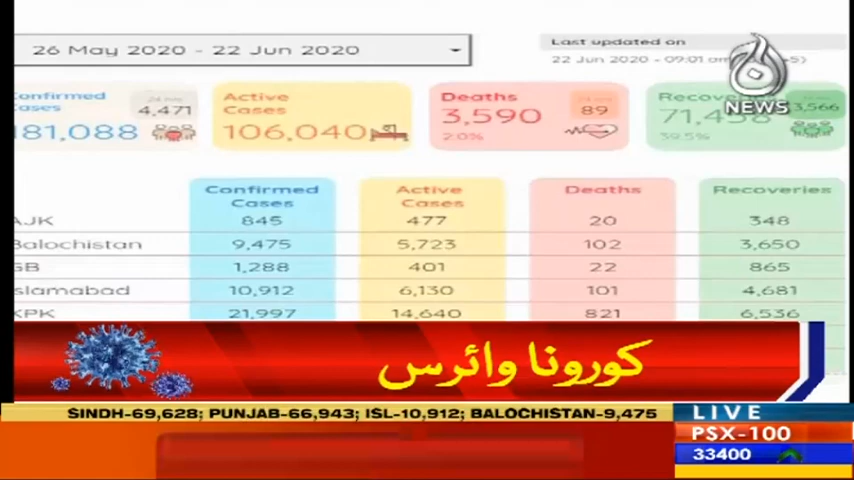 26 May 2020 - 22 Jun 2020
Last updated on
22 Jun 2020 - 09:01
NEWS
Confirmed Cases
4,471
181,088
Active Cases
106,040
Deaths
3,590
89
2.0%
3,566
39.5%
Confirmed Cases Active Cases Deaths Recoveries
AJK 845 477 20 348
Balochistan 9,475 5,723 102 3,650
GB 1,288 401 22 865
Islamabad 10,912 6,130 101 4,681
KPK 21,997 14,640 821 6,536
کورونا وائرس
SINDH-69,628; PUNJAB-66,943; ISL-10,912; BALOCHISTAN-9,475
LIVE
PSX-100
33400